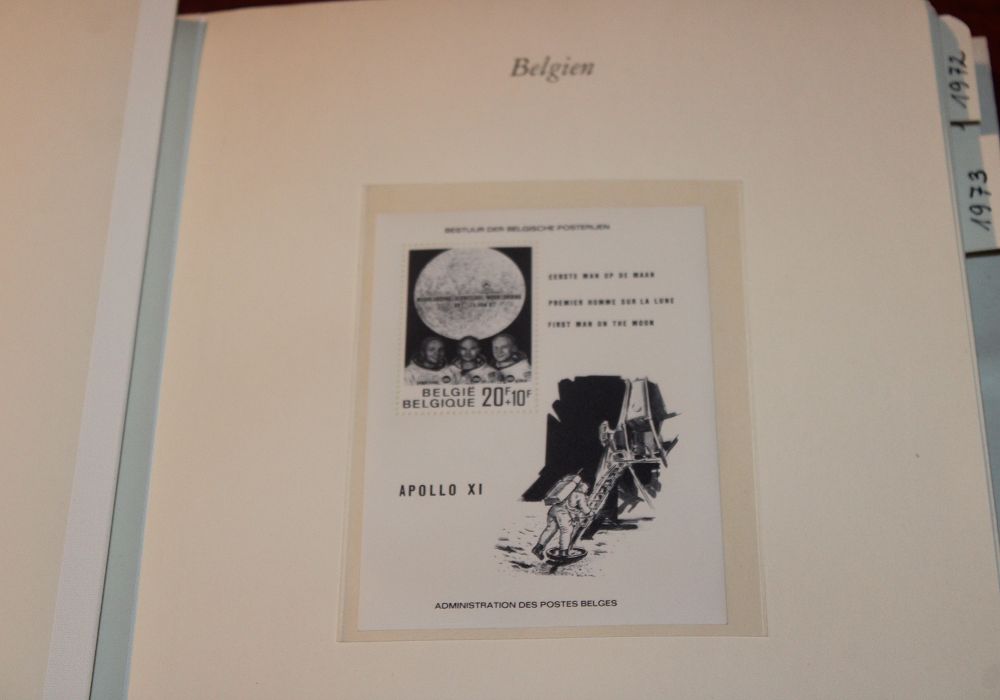 Belgien
1972
1973
BESTUUR DER BELGISCHE POSTERIJEN
EERSTE MAN OP DE MAAN
PREMIER HOMME SUR LA LUNE
FIRST MAN ON THE MOON
BELGIË
BELGIQUE 20F+10F
APOLLO XI
ADMINISTRATION DES POSTES BELGES